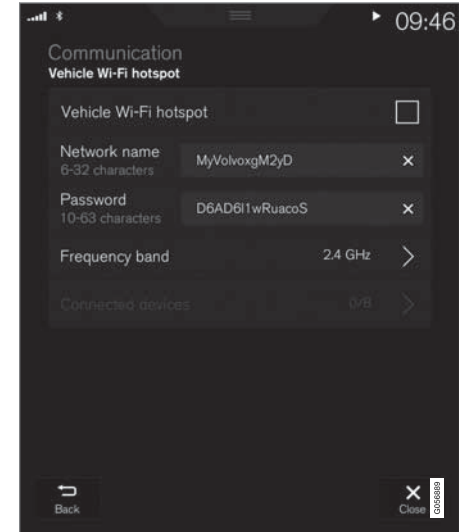 09:46
Communication
Vehicle Wi-Fi hotspot
Vehicle Wi-Fi hotspot
Network name
6-32 characters
MyVolvoxgM2yD
Password
10-63 characters
D6AD6l1wRuacoS
Frequency band
2.4 GHz
Connected devices
0/8
Back
Close
G056889